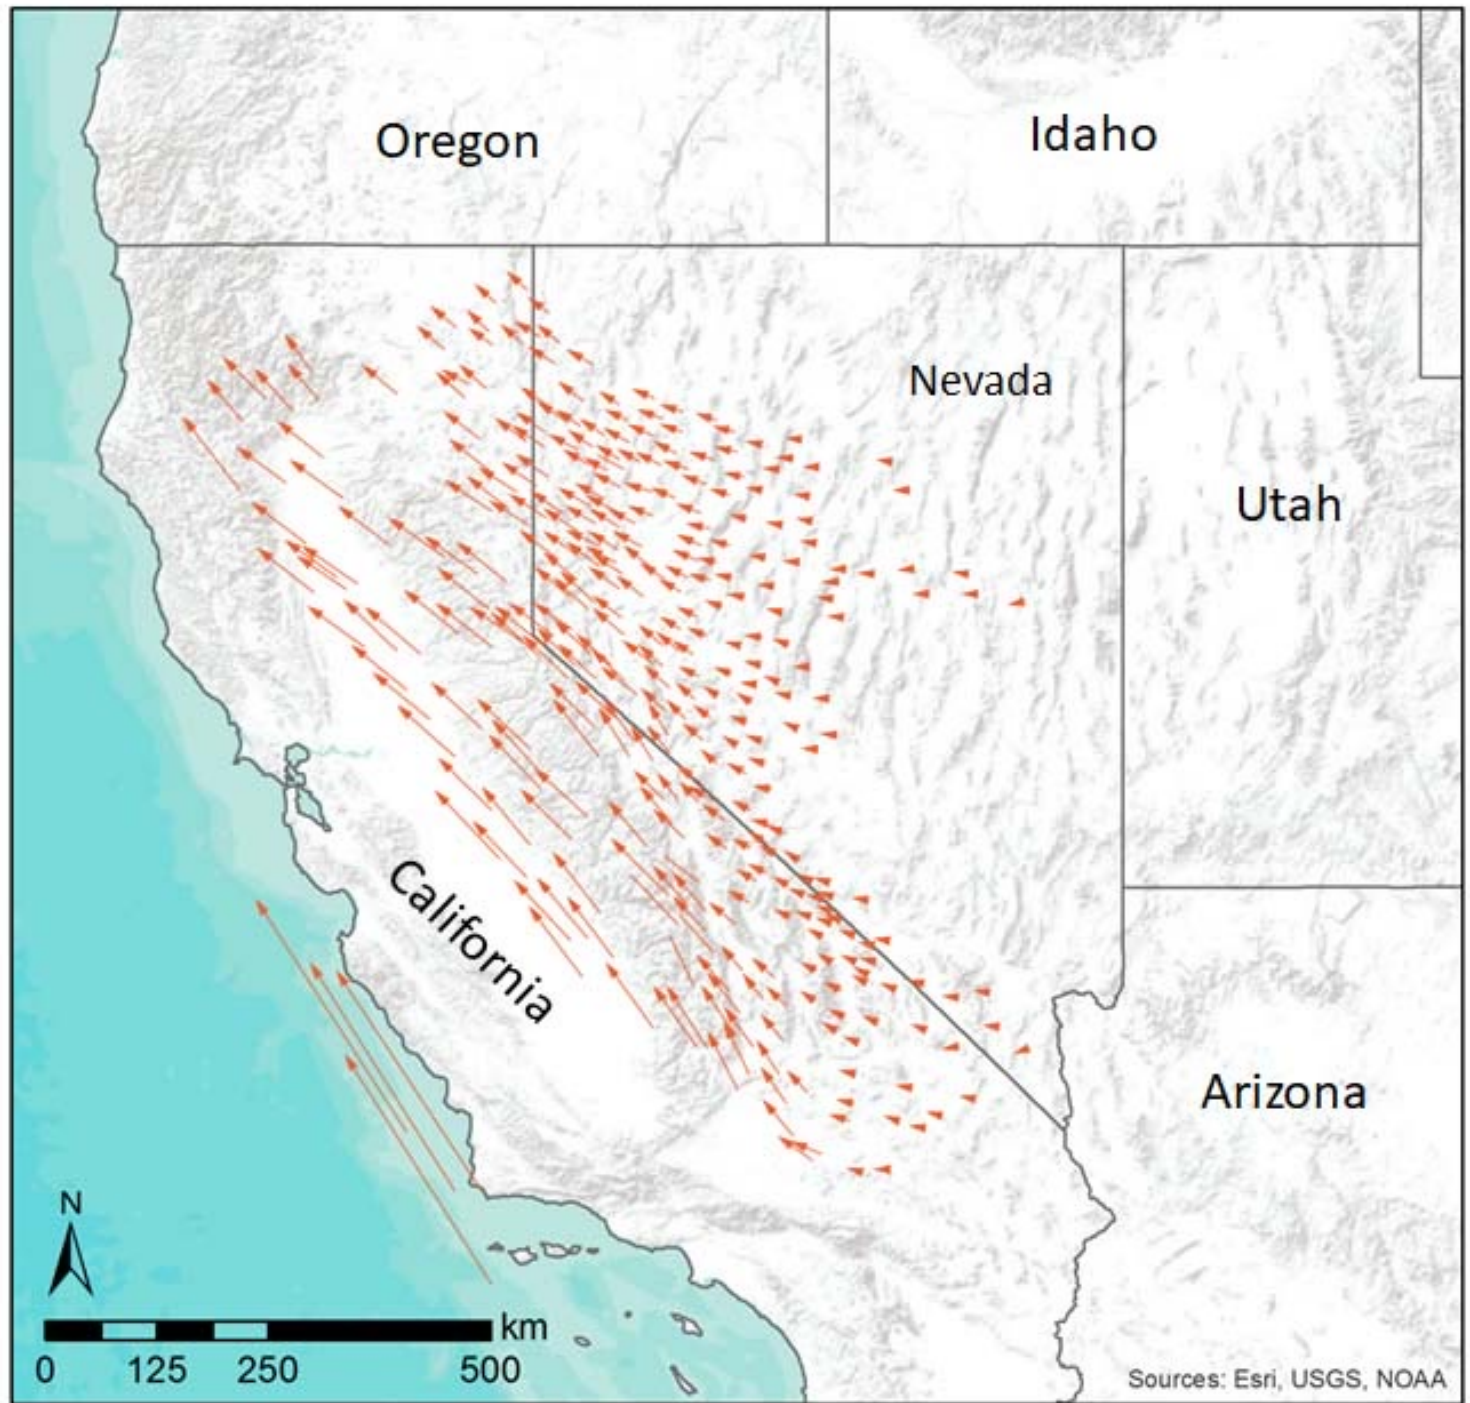 Oregon
Idaho
Nevada
Utah
California
Arizona
N
km
0 125 250 500
Sources: Esri, USGS, NOAA